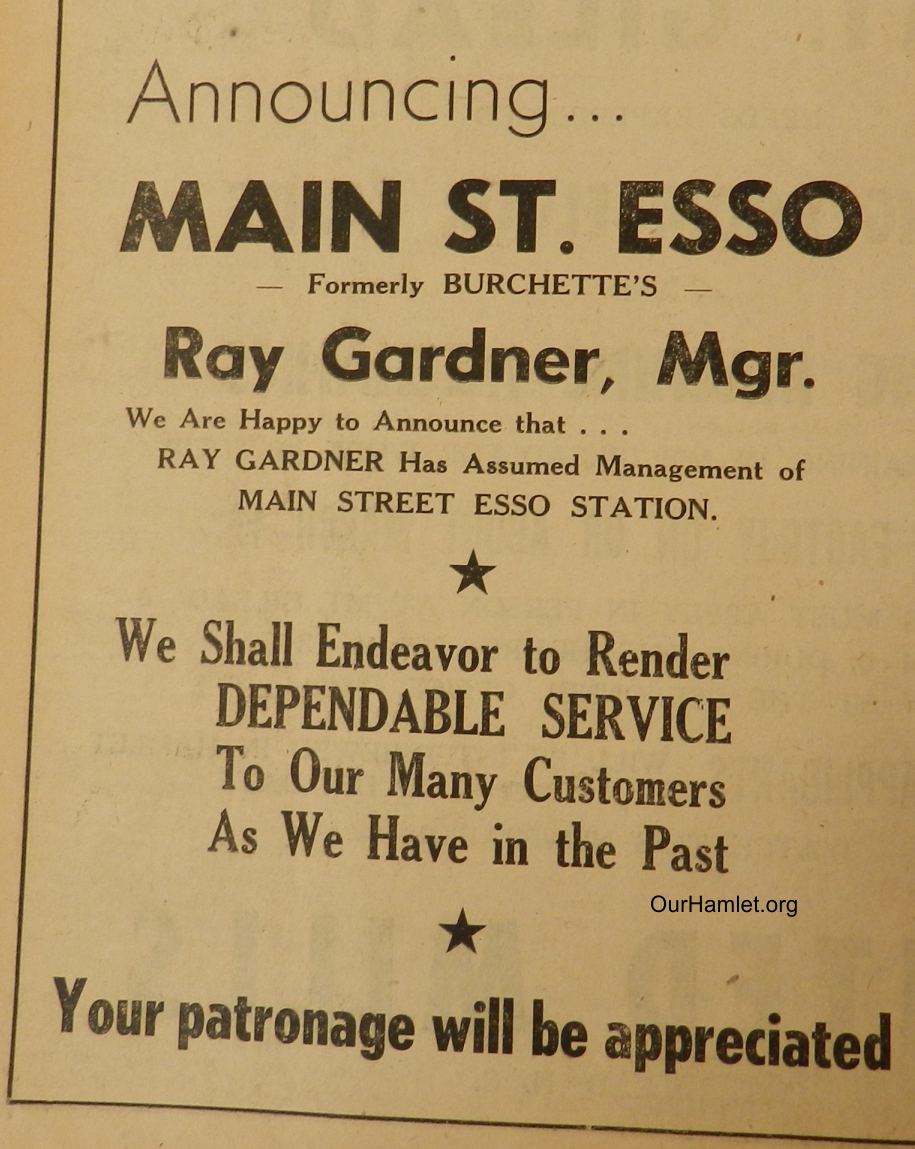 Announcing...
MAIN ST. ESSO
— Formerly BURCHETTE'S —
Ray Gardner, Mgr.
We Are Happy to Announce that . . .
RAY GARDNER Has Assumed Management of
MAIN STREET ESSO STATION.
★
We Shall Endeavor to Render
DEPENDABLE SERVICE
To Our Many Customers
As We Have in the Past
OurHamlet.org
★
Your patronage will be appreciated